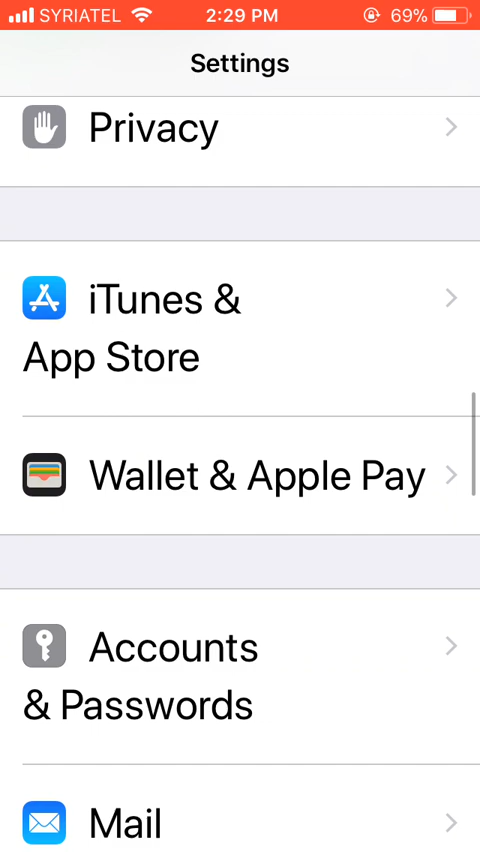 SYRIATEL 2:29 PM 69%
Settings
Privacy
iTunes &
App Store
Wallet & Apple Pay
Accounts
& Passwords
Mail